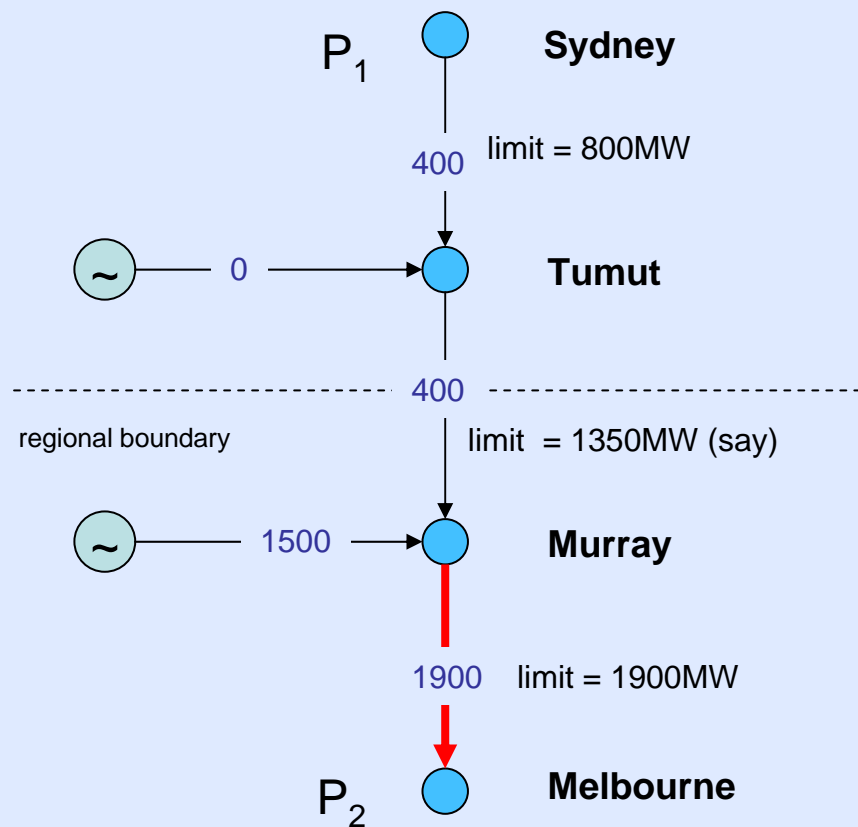 P1 Sydney
400 limit = 800MW
~ 0 Tumut
400
regional boundary limit = 1350MW (say)
~ 1500 Murray
1900 limit = 1900MW
P2 Melbourne